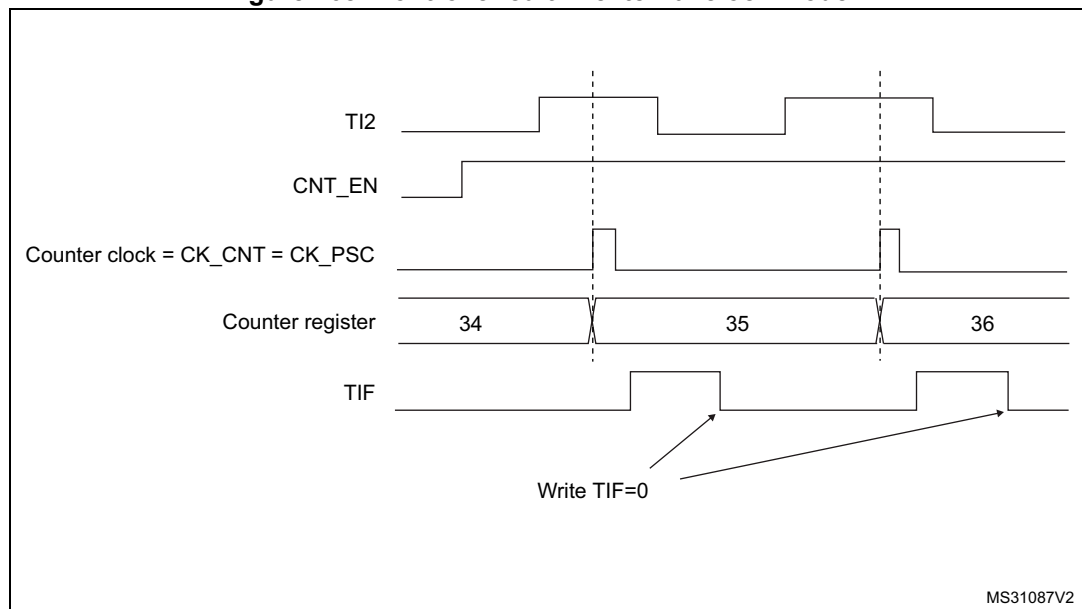 TI2
CNT_EN
Counter clock = CK_CNT = CK_PSC
Counter register
34
35
36
TIF
Write TIF=0
MS31087V2